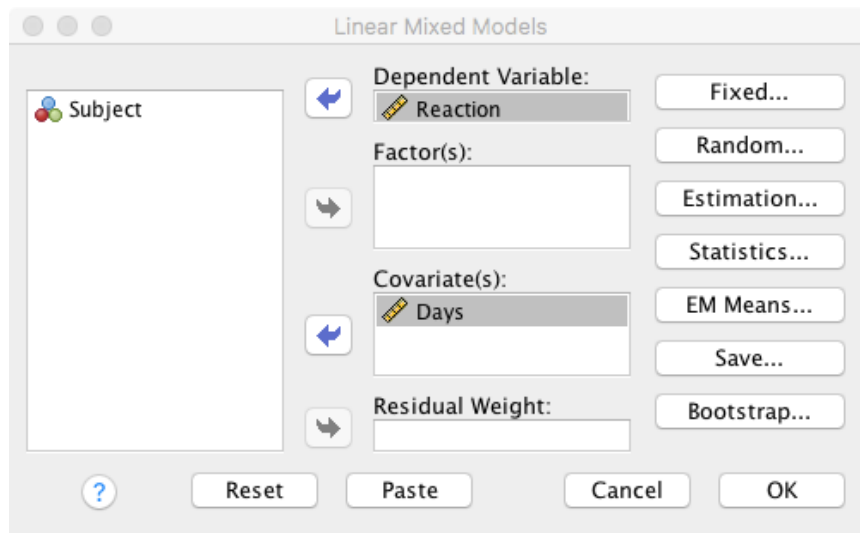 Linear Mixed Models
Subject
Dependent Variable:
Reaction
Factor(s):
Covariate(s):
Days
Residual Weight:
Fixed...
Random...
Estimation...
Statistics...
EM Means...
Save...
Bootstrap...
?
Reset
Paste
Cancel
OK